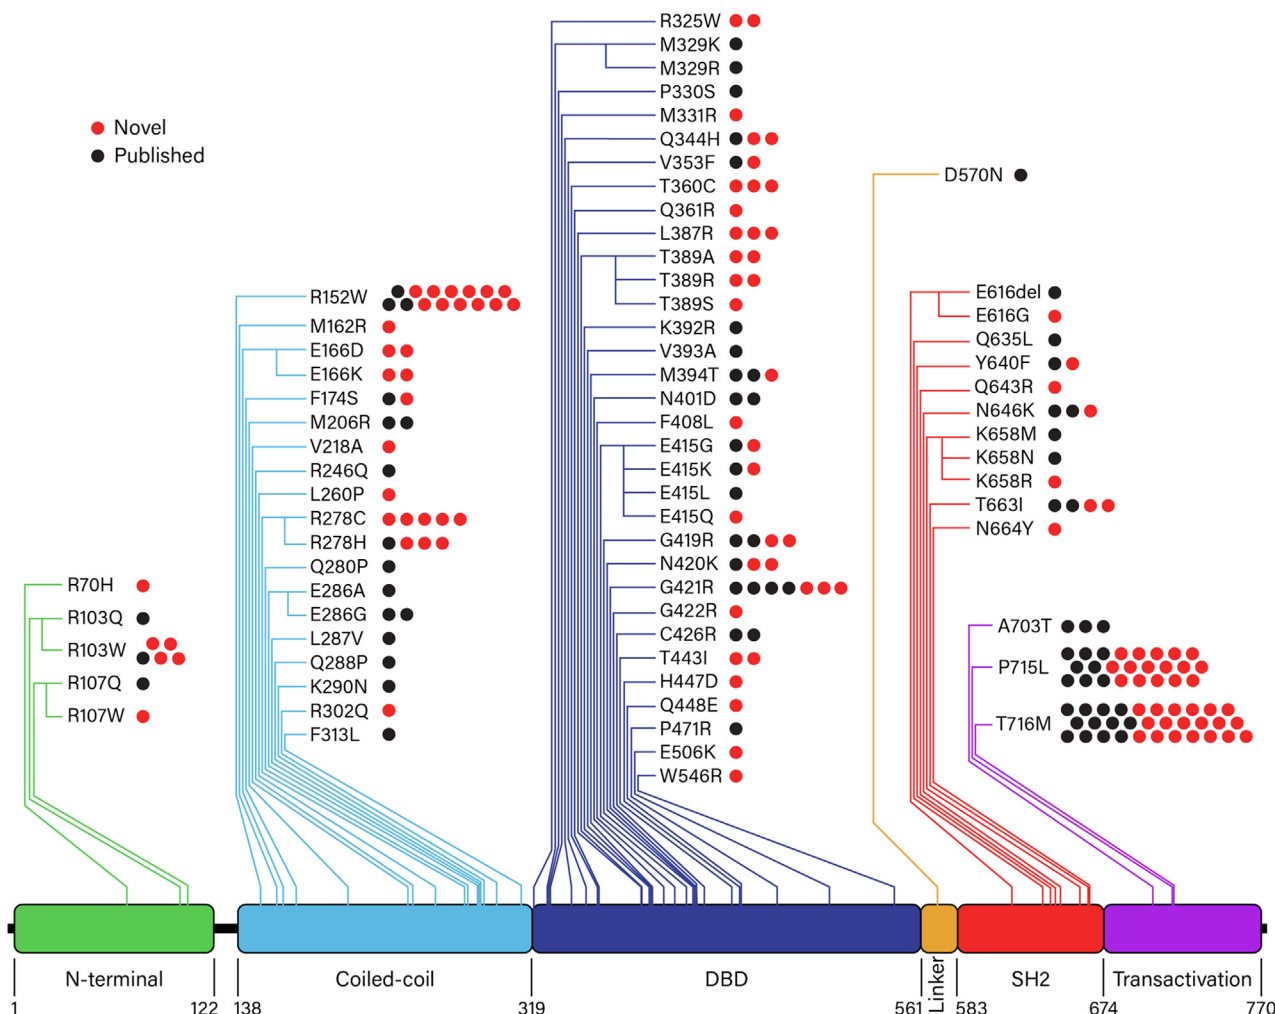 Novel
Published
R70H
R103Q
R103W
R107Q
R107W
R152W
M162R
E166D
E166K
F174S
M206R
V218A
R246Q
L260P
R278C
R278H
Q280P
E286A
E286G
L287V
Q288P
K290N
R302Q
F313L
R325W
M329K
M329R
P330S
M331R
Q344H
V353F
T360C
Q361R
L387R
T389A
T389R
T389S
K392R
V393A
M394T
N401D
F408L
E415G
E415K
E415L
E415Q
G419R
N420K
G421R
G422R
C426R
T443I
H447D
Q448E
P471R
E506K
W546R
D570N
E616del
E616G
Q635L
Y640F
Q643R
N646K
K658M
K658N
K658R
T663I
N664Y
A703T
P715L
T716M
N-terminal
Coiled-coil
DBD
Linker
SH2
Transactivation
1
122
138
319
561
583
674
770